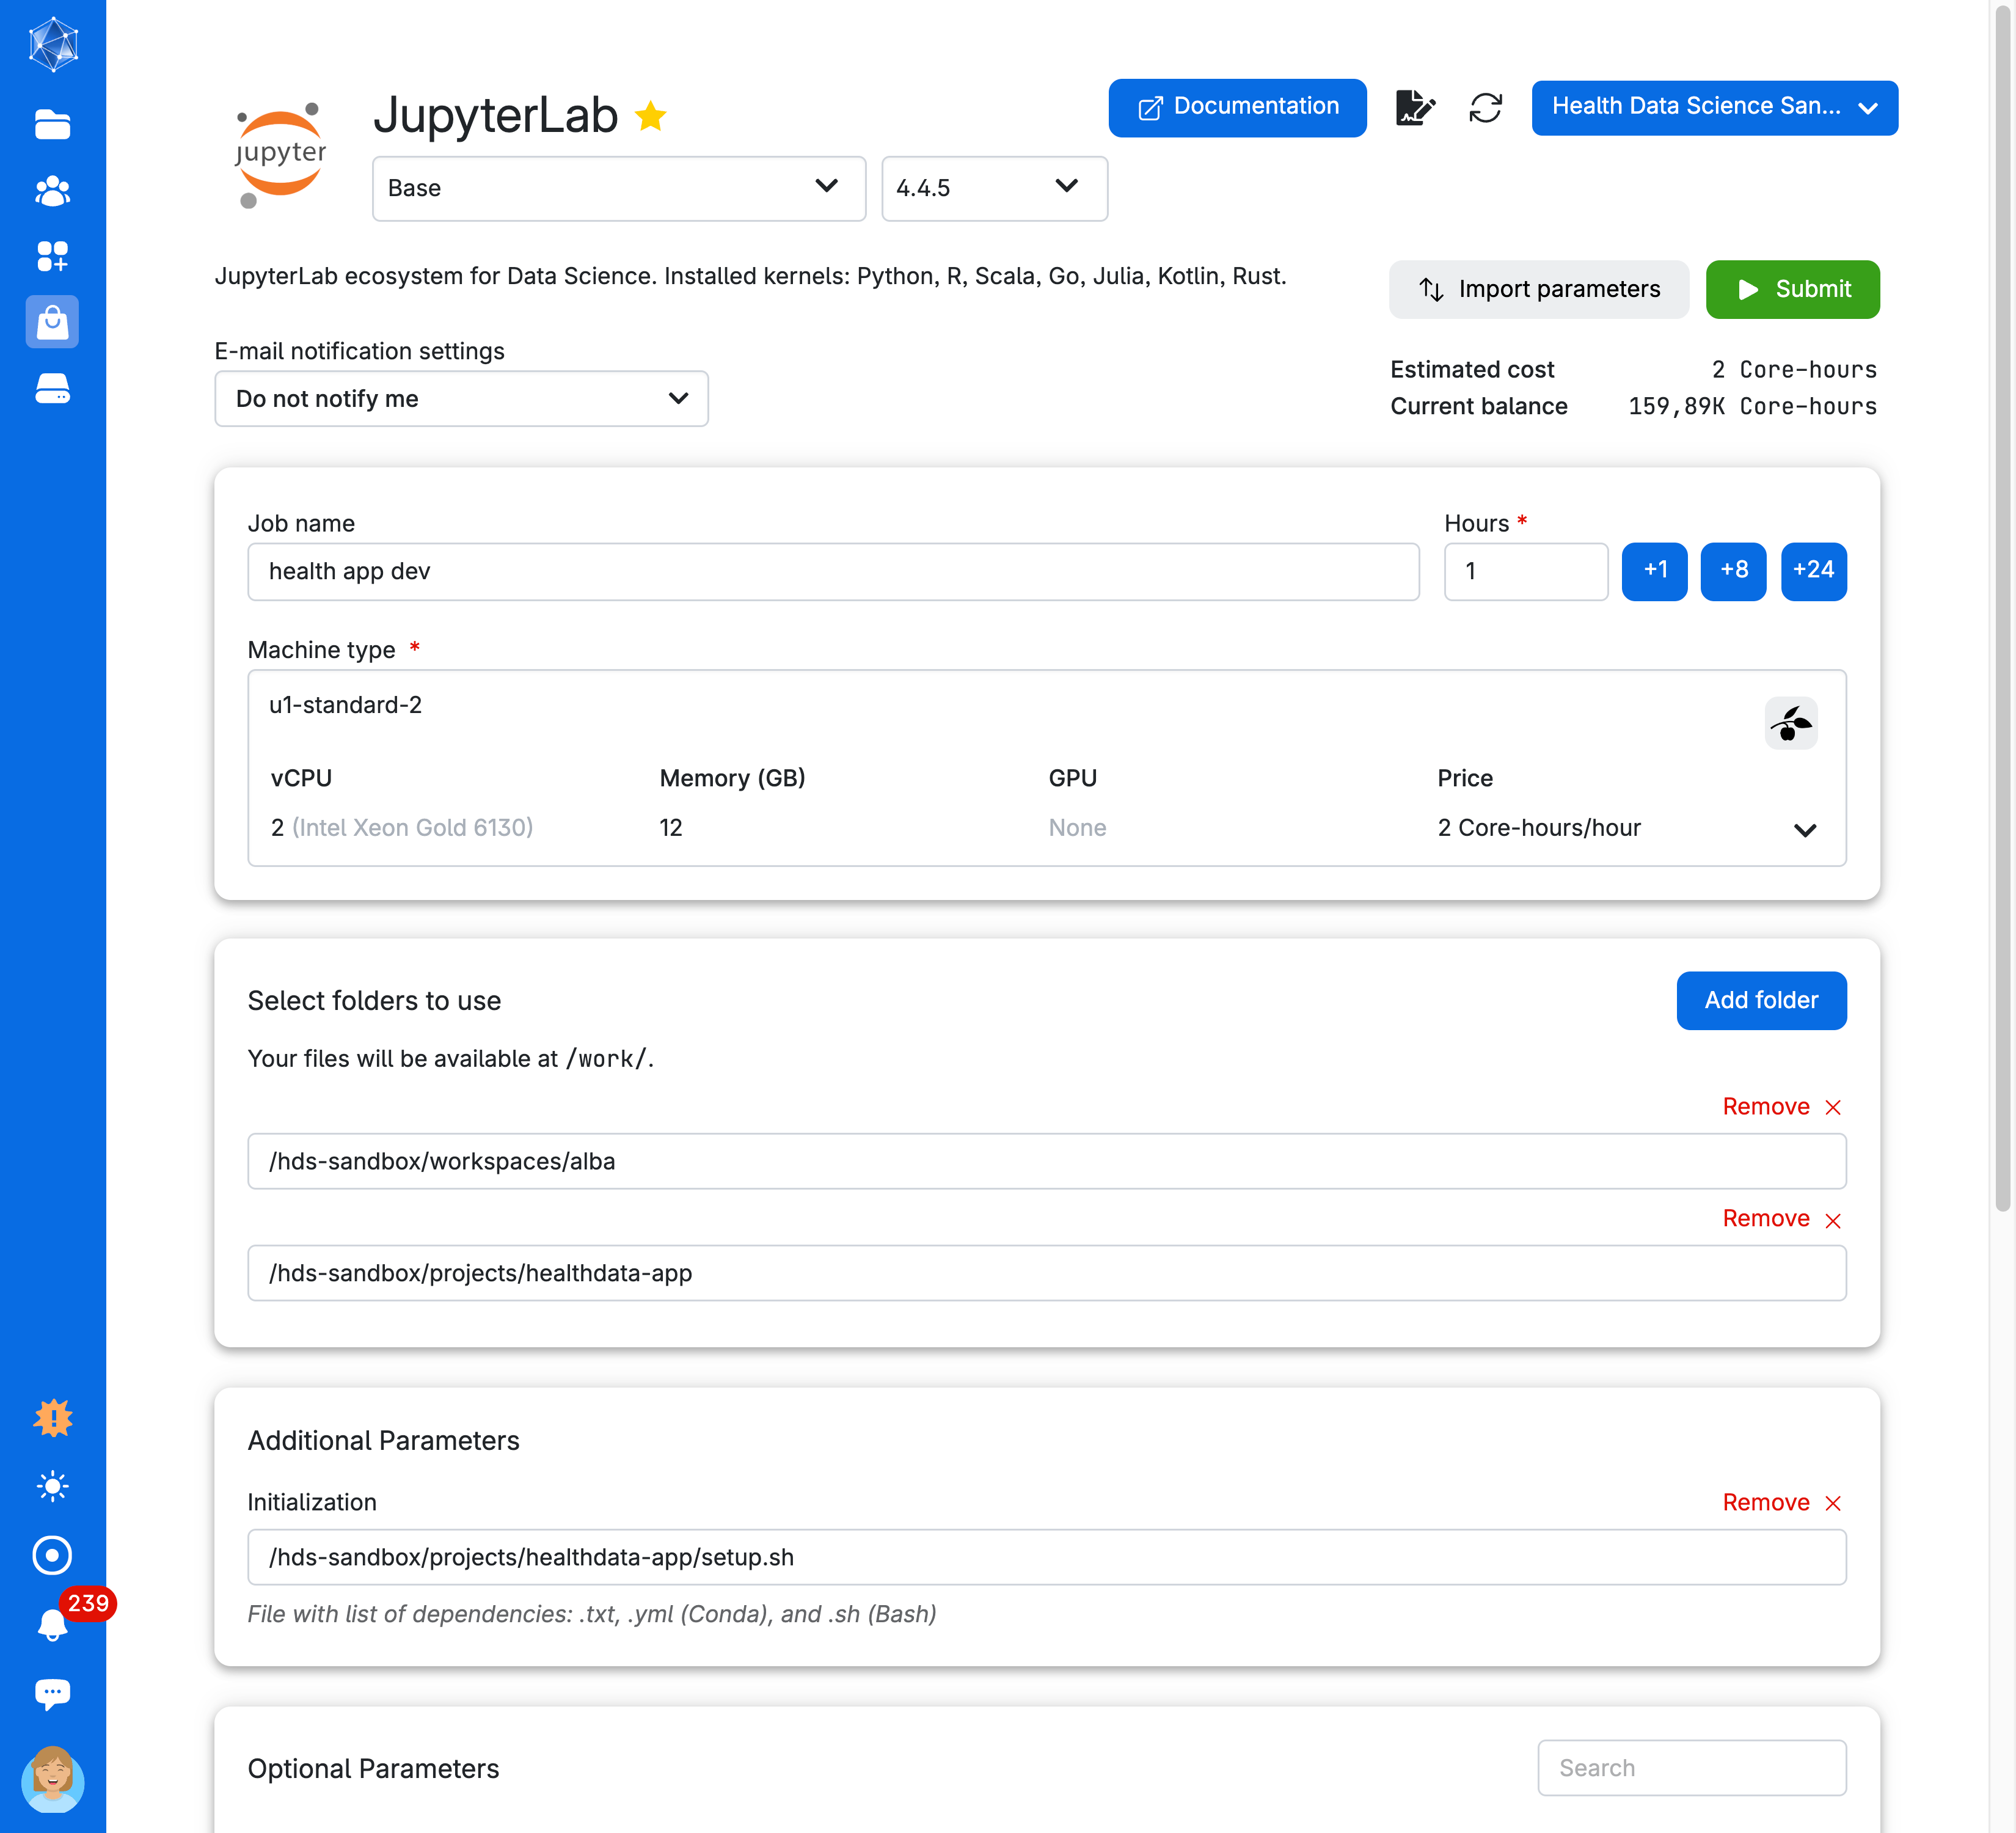 JupyterLab
Documentation
Health Data Science San...
jupyter
Base
4.4.5
JupyterLab ecosystem for Data Science. Installed kernels: Python, R, Scala, Go, Julia, Kotlin, Rust.
Import parameters
Submit
E-mail notification settings
Do not notify me
Estimated cost 2 Core-hours
Current balance 159,89K Core-hours
Job name
Hours *
health app dev
1
+1
+8
+24
Machine type *
u1-standard-2
vCPU Memory (GB) GPU Price
2 (Intel Xeon Gold 6130) 12 None 2 Core-hours/hour
Select folders to use
Add folder
Your files will be available at /work/.
Remove
/hds-sandbox/workspaces/alba
Remove
/hds-sandbox/projects/healthdata-app
Additional Parameters
Initialization
Remove
/hds-sandbox/projects/healthdata-app/setup.sh
File with list of dependencies: .txt, .yml (Conda), and .sh (Bash)
239
Optional Parameters
Search